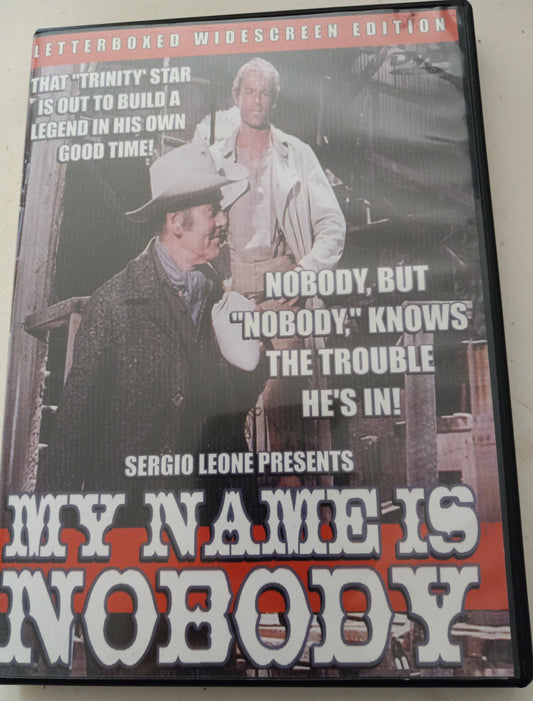 LETTERBOXED WIDESCREEN EDITION
DVD
THAT "TRINITY' STAR
IS OUT TO BUILD A
LEGEND IN HIS OWN
GOOD TIME!
NOBODY, BUT
"NOBODY," KNOWS
THE TROUBLE
HE'S IN!
SERGIO LEONE PRESENTS
MY NAME IS
NOBODY